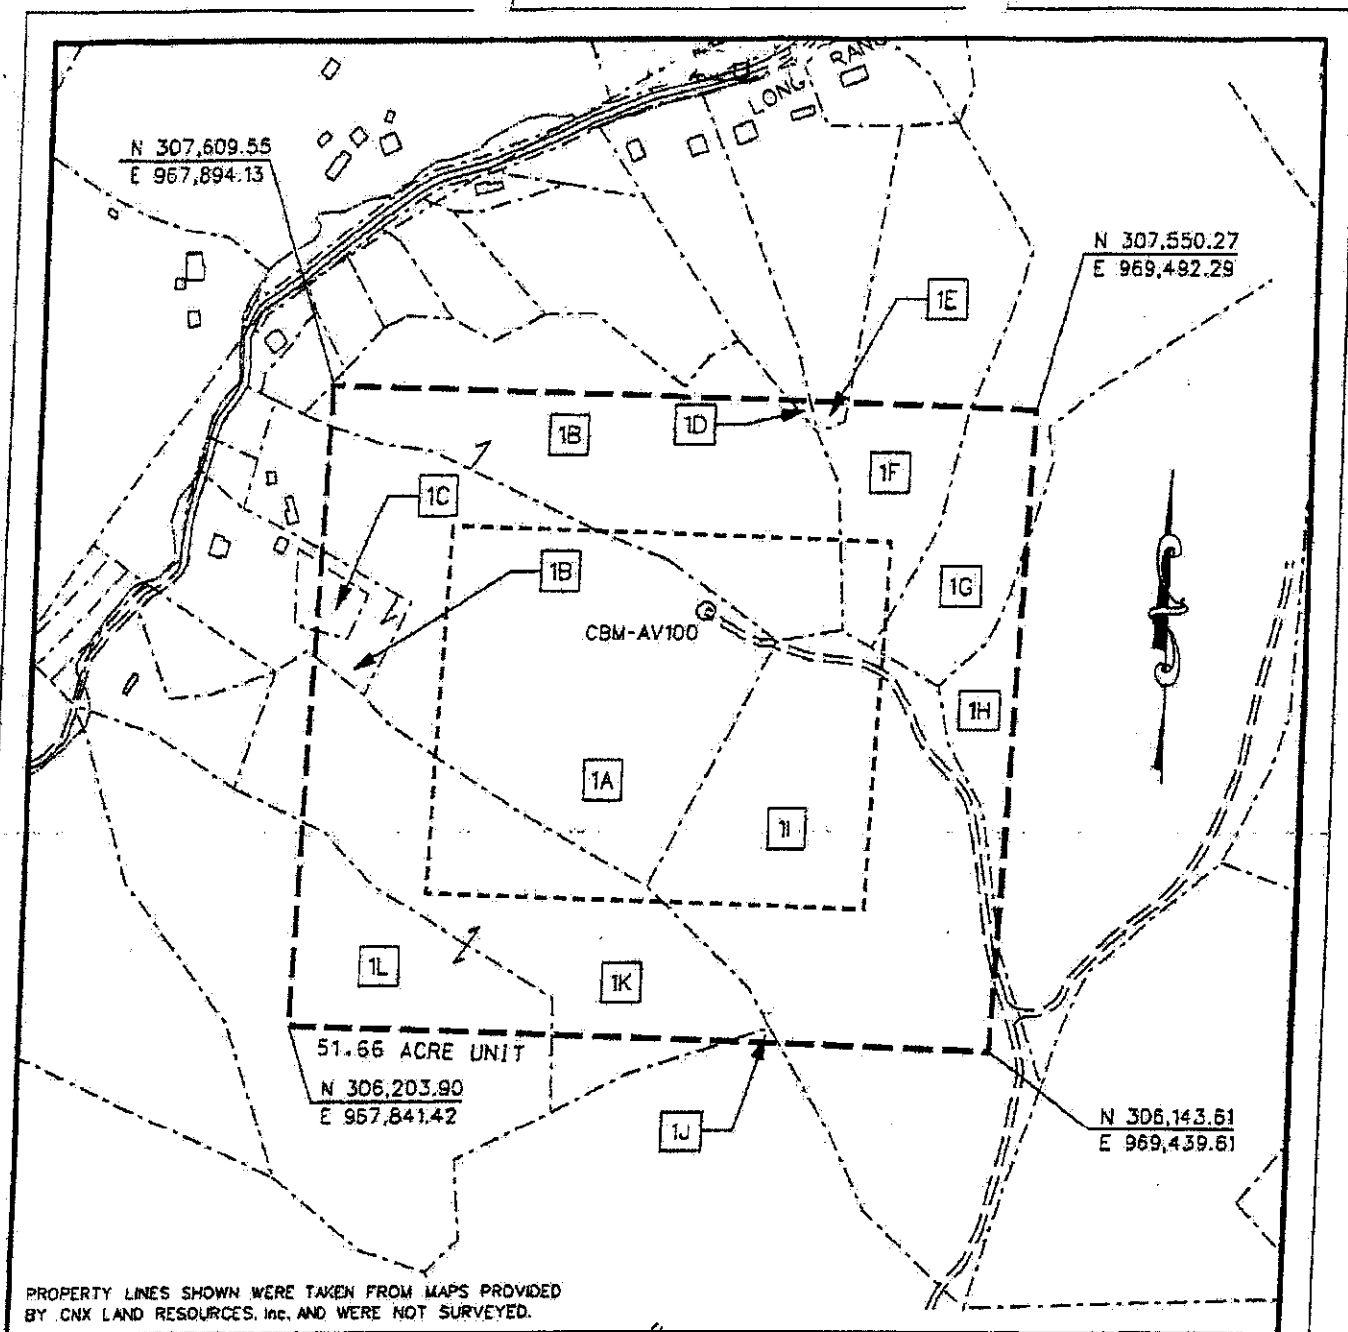 LONG
N 307,609.55
E 967,894.13
N 307,550.27
E 969,492.29
1E
1D
1B
1F
1C
1B
1G
CBM-AV100
1H
1A
1I
1L
1K
51.66 ACRE UNIT
N 306,203.90
E 967,841.42
1J
N 306,143.61
E 969,439.61
PROPERTY LINES SHOWN WERE TAKEN FROM MAPS PROVIDED
BY CNX LAND RESOURCES, Inc. AND WERE NOT SURVEYED.